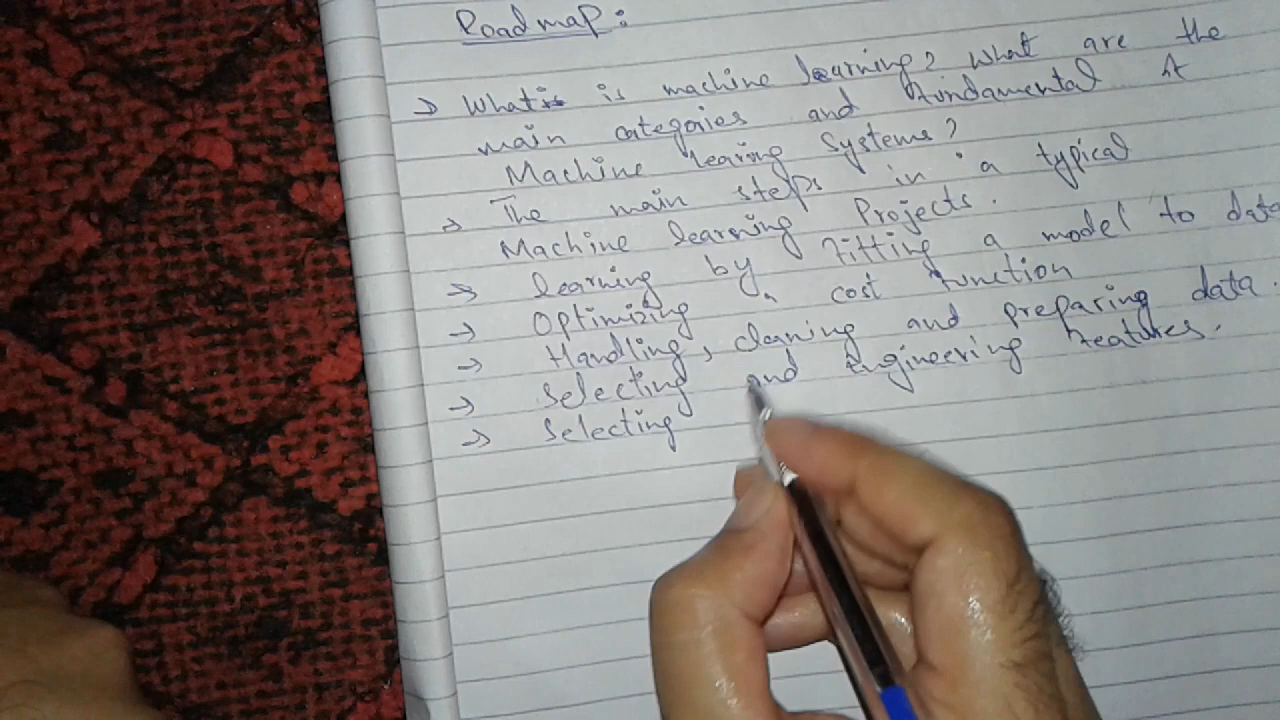 Roadmap:
→ What is is machine learning? What are the
main categories and fundamental of
Machine learing Systems?
→ The main steps in a typical
Machine learning Projects.
→ learning by Fitting a model to data
→ Optimizing a cost function
→ Handling, cleaning and preparing data.
→ Selecting and Engineering Features.
→ Selecting